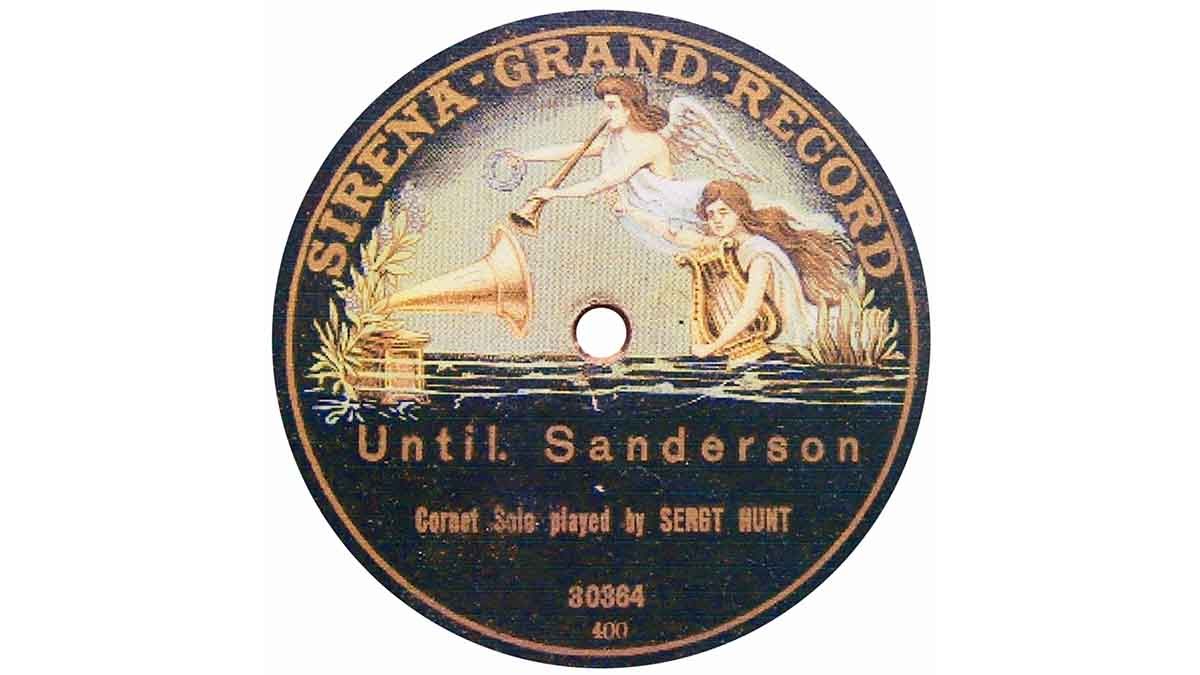 SIRENA-GRAND-RECORD
Until. Sanderson
Cornet Solo played by SERGT HUNT
30364
400